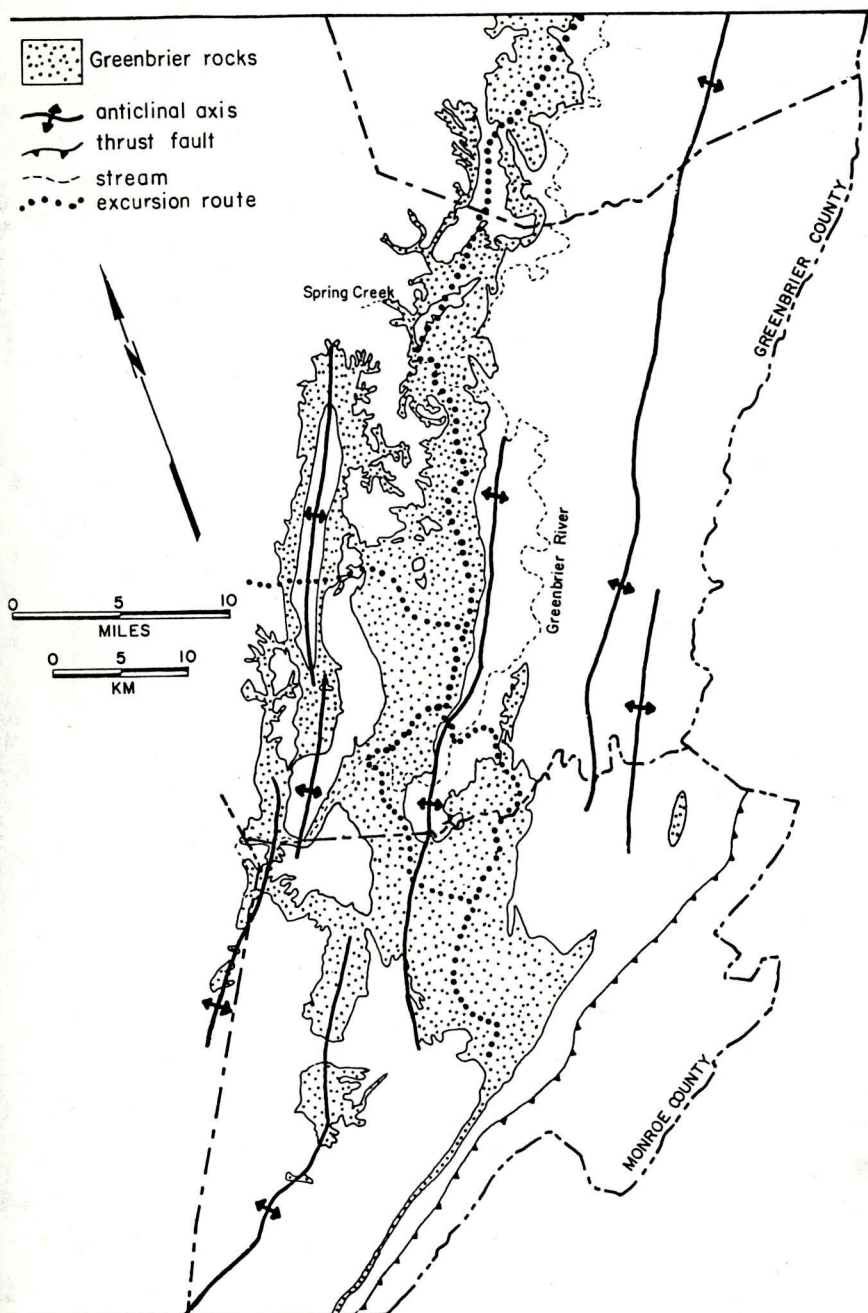 Greenbrier rocks
anticlinal axis
thrust fault
stream
excursion route
Spring Creek
GREENBRIER COUNTY
N
Greenbrier River
0 5 10
MILES
0 5 10
KM
MONROE COUNTY